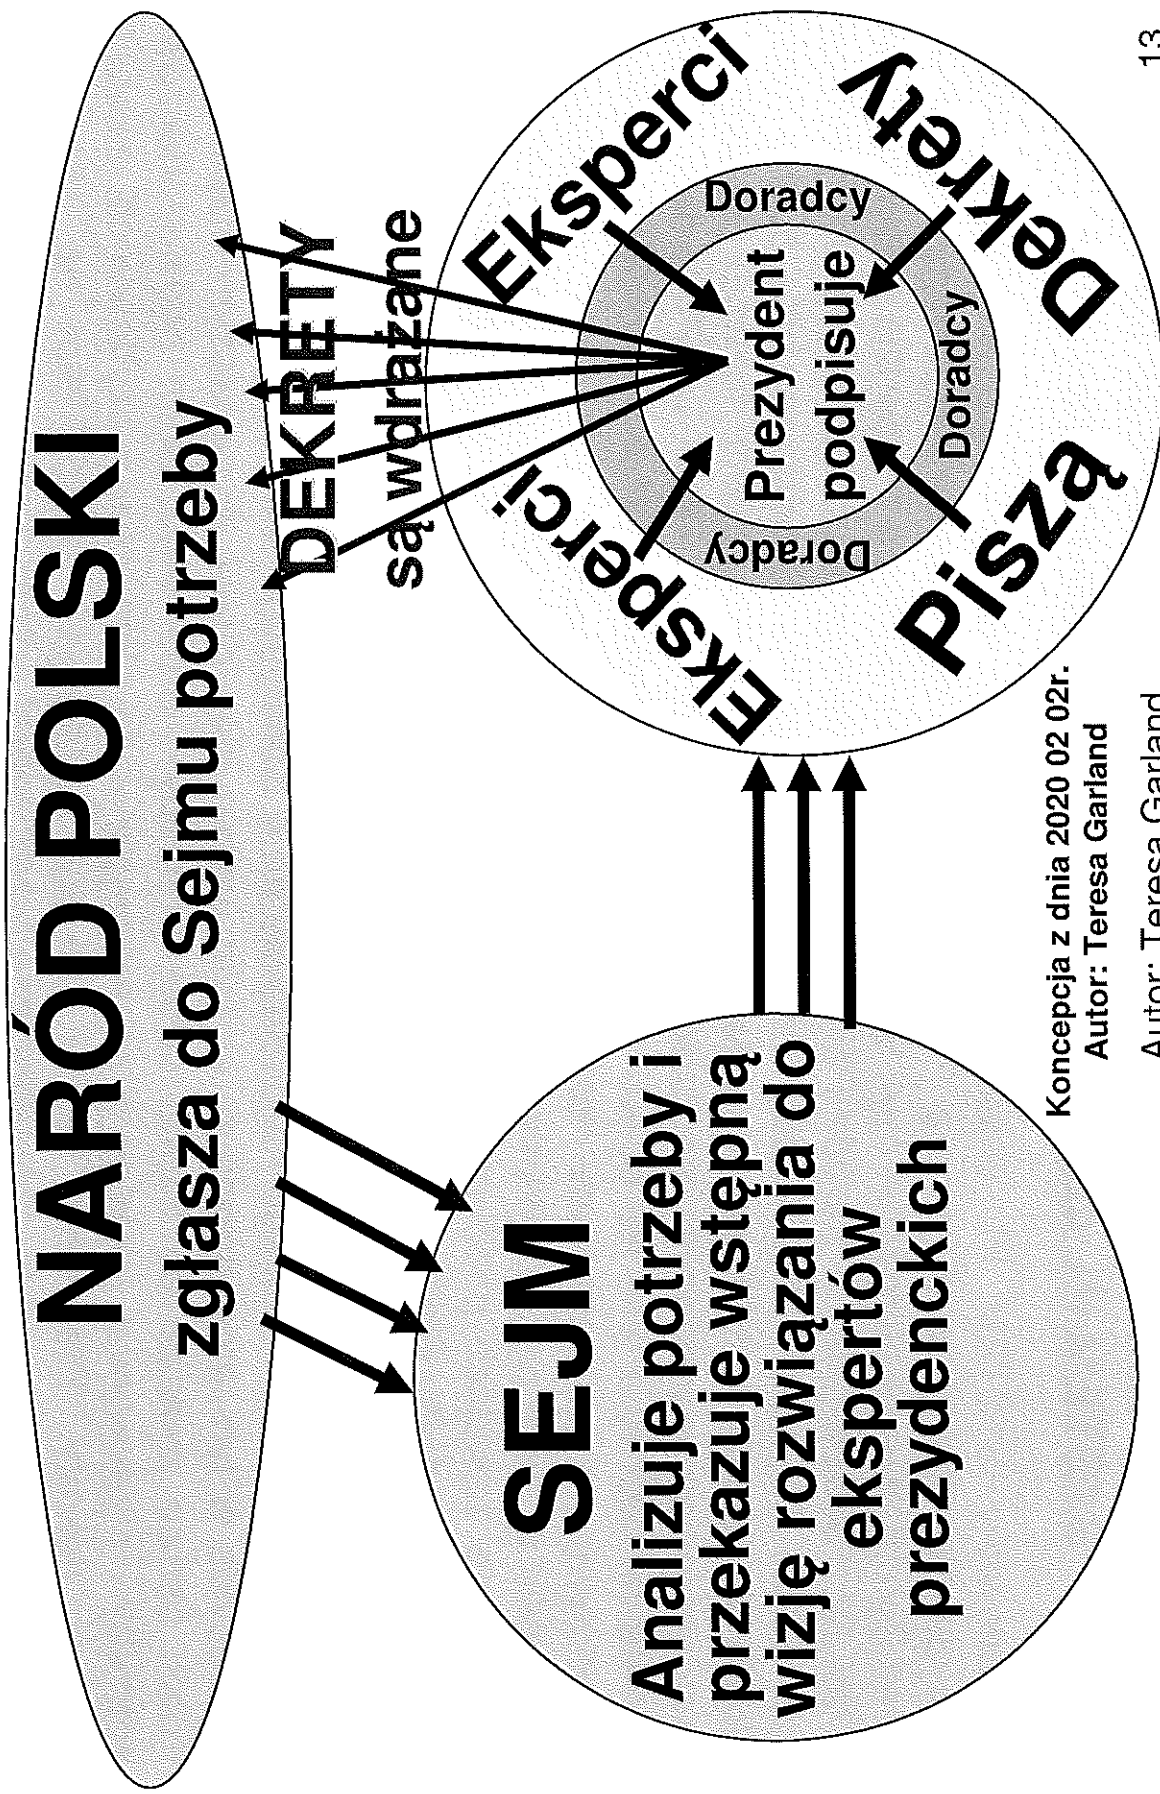 NARÓD POLSKI
zgłasza do Sejmu potrzeby
DEKRETY
są wdrażane
SEJM
Analizuje potrzeby i
przekazuje wstępną
wizję rozwiązania do
ekspertów
prezydenckich
Eksperci
Eksperci
Doradcy
Doradcy
Doradcy
Prezydent
podpisuje
Piszą
Dekrety
Koncepcja z dnia 2020 02 02r.
Autor: Teresa Garland
Autor: Teresa Garland
13